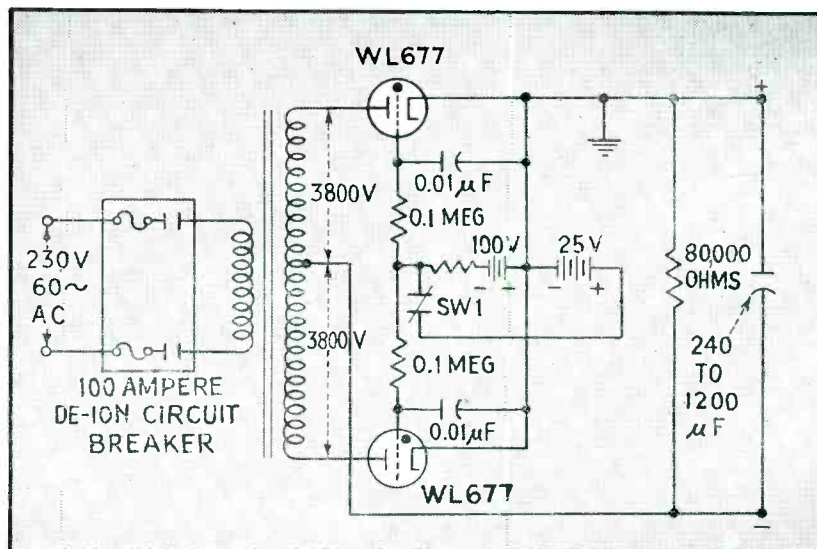 WL677
+
3800V
0.01μF
0.1 MEG
100V
25V
- +
- +
SW1
230V
60~
AC
3800V
0.1 MEG
0.01μF
80,000
OHMS
240
TO
1200
μF
100 AMPERE
DE-ION CIRCUIT
BREAKER
WL677
-